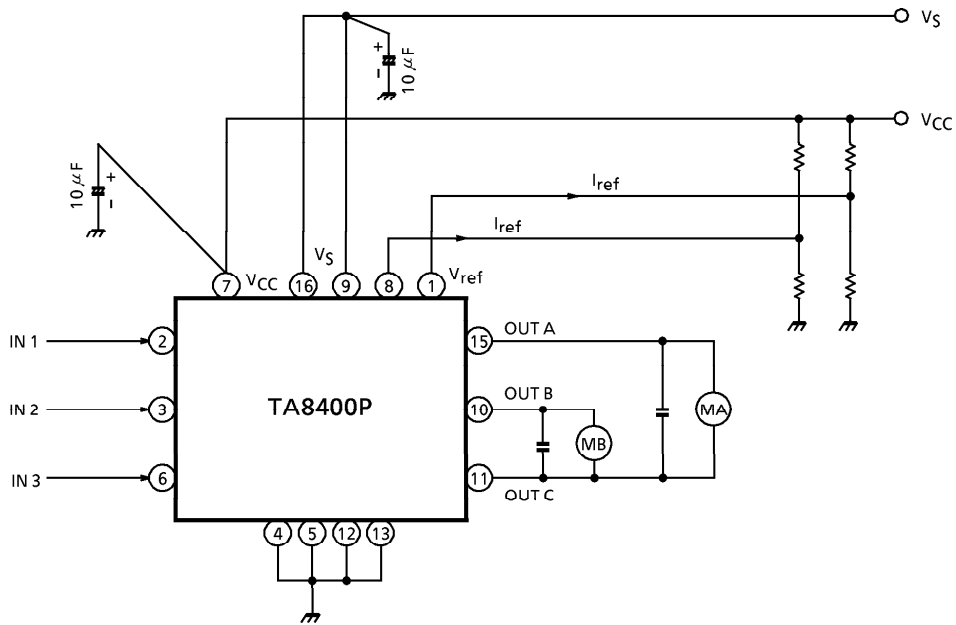 VS
+
-
10 μF
VCC
10 μF
+
-
Iref
Iref
VS
7
VCC
16
9
8
1
Vref
IN 1
2
15
OUT A
IN 2
3
TA8400P
10
OUT B
MA
MB
IN 3
6
11
OUT C
4
5
12
13